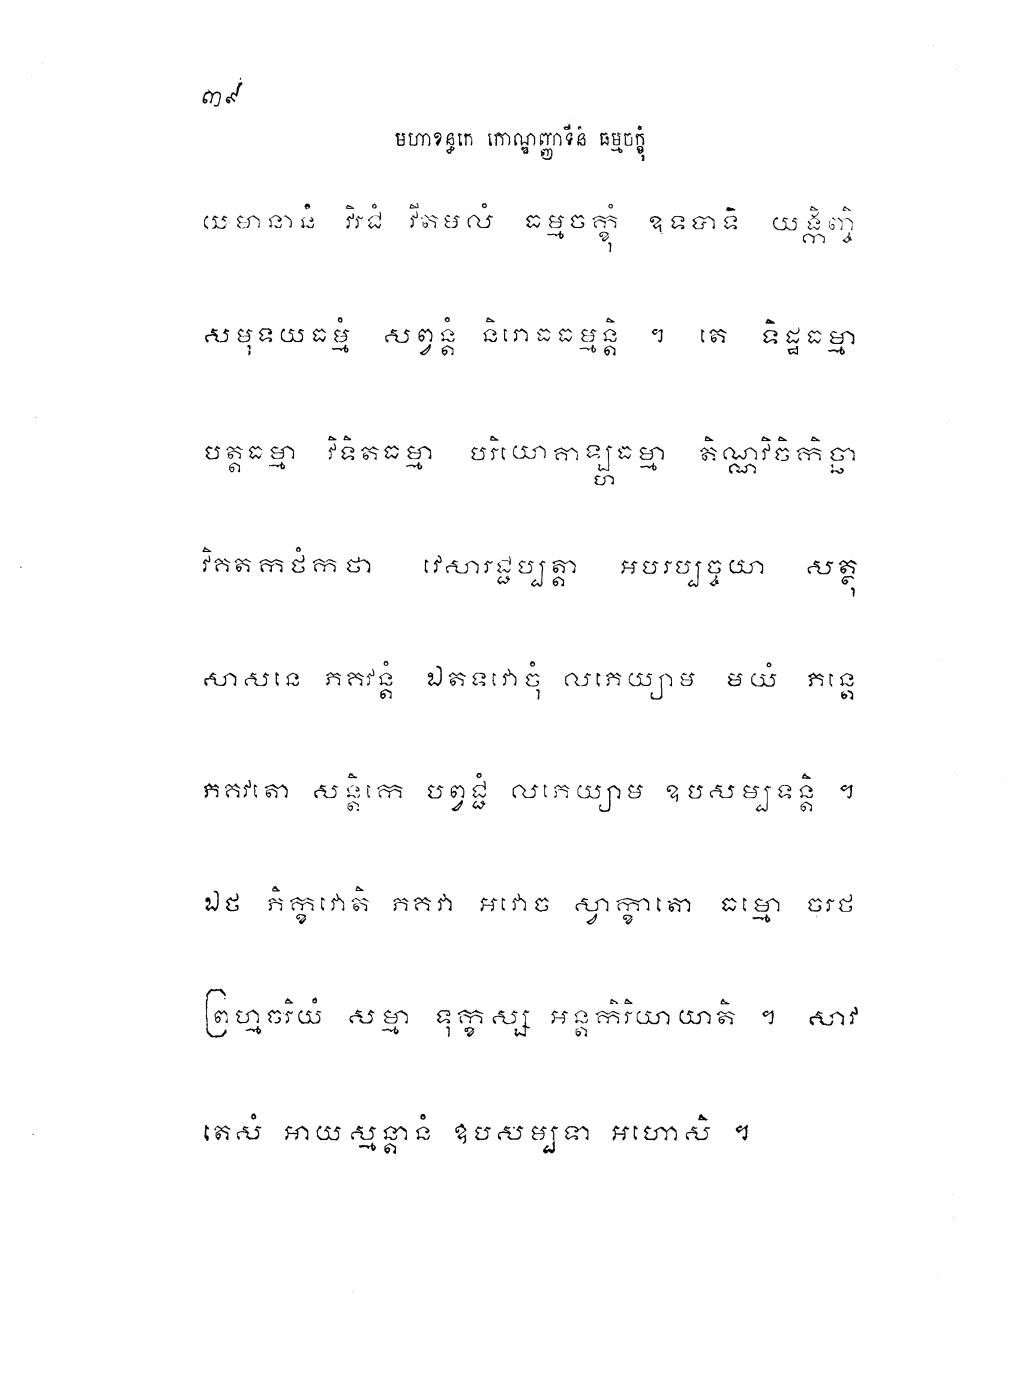 ៣៩
មហាខន្ធកេ កោណ្ឌញ្ញាទីនំ ធម្មចក្ខុំ
យមានានំ វិរជំ វីតមលំ ធម្មចក្ខុំ ឧទបាទិ យង្កិញ្ចិ
សមុទយធម្មំ សព្វន្តំ និរោធធម្មន្តិ ។ តេ ទិដ្ឋធម្មា
បត្តធម្មា វិទិតធម្មា បរិយោគាឡ្ហធម្មា តិណ្ណវិចិកិច្ឆា
វិគតកថំកថា វេសារជ្ជប្បត្តា អបរប្បច្ចយា សត្ថុ
សាសនេ ភគវន្តំ ឯតទវោចុំ លភេយ្យាម មយំ ភន្តេ
ភគវតោ សន្តិកេ បព្វជ្ជំ លភេយ្យាម ឧបសម្បទន្តិ ។
ឯថ ភិក្ខវោតិ ភគវា អវោច ស្វាក្ខាតោ ធម្មោ ចរថ
ព្រហ្មចរិយំ សម្មា ទុក្ខស្ស អន្តកិរិយាយាតិ ។ សាវ
តេសំ អាយស្មន្តានំ ឧបសម្បទា អហោសិ ។